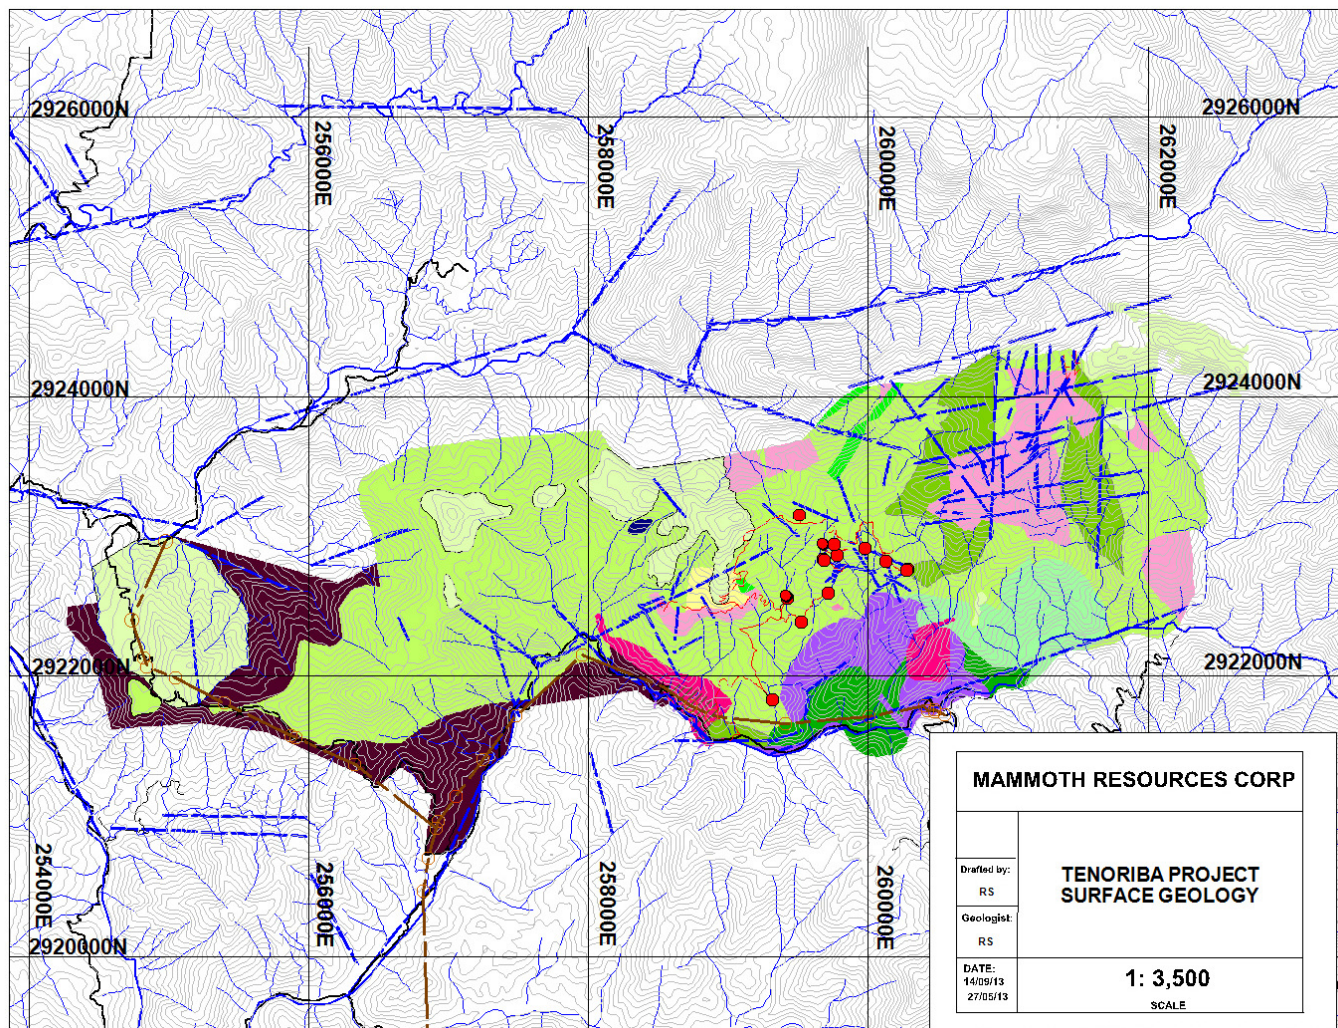 2926000N
2926000N
256000E
258000E
260000E
262000E
2924000N
2924000N
2922000N
2922000N
254000E
256000E
258000E
260000E
2920000N
MAMMOTH RESOURCES CORP
Drafted by:
RS
Geologist:
RS
TENORIBA PROJECT
SURFACE GEOLOGY
DATE:
14/09/13
27/05/13
1: 3,500
SCALE